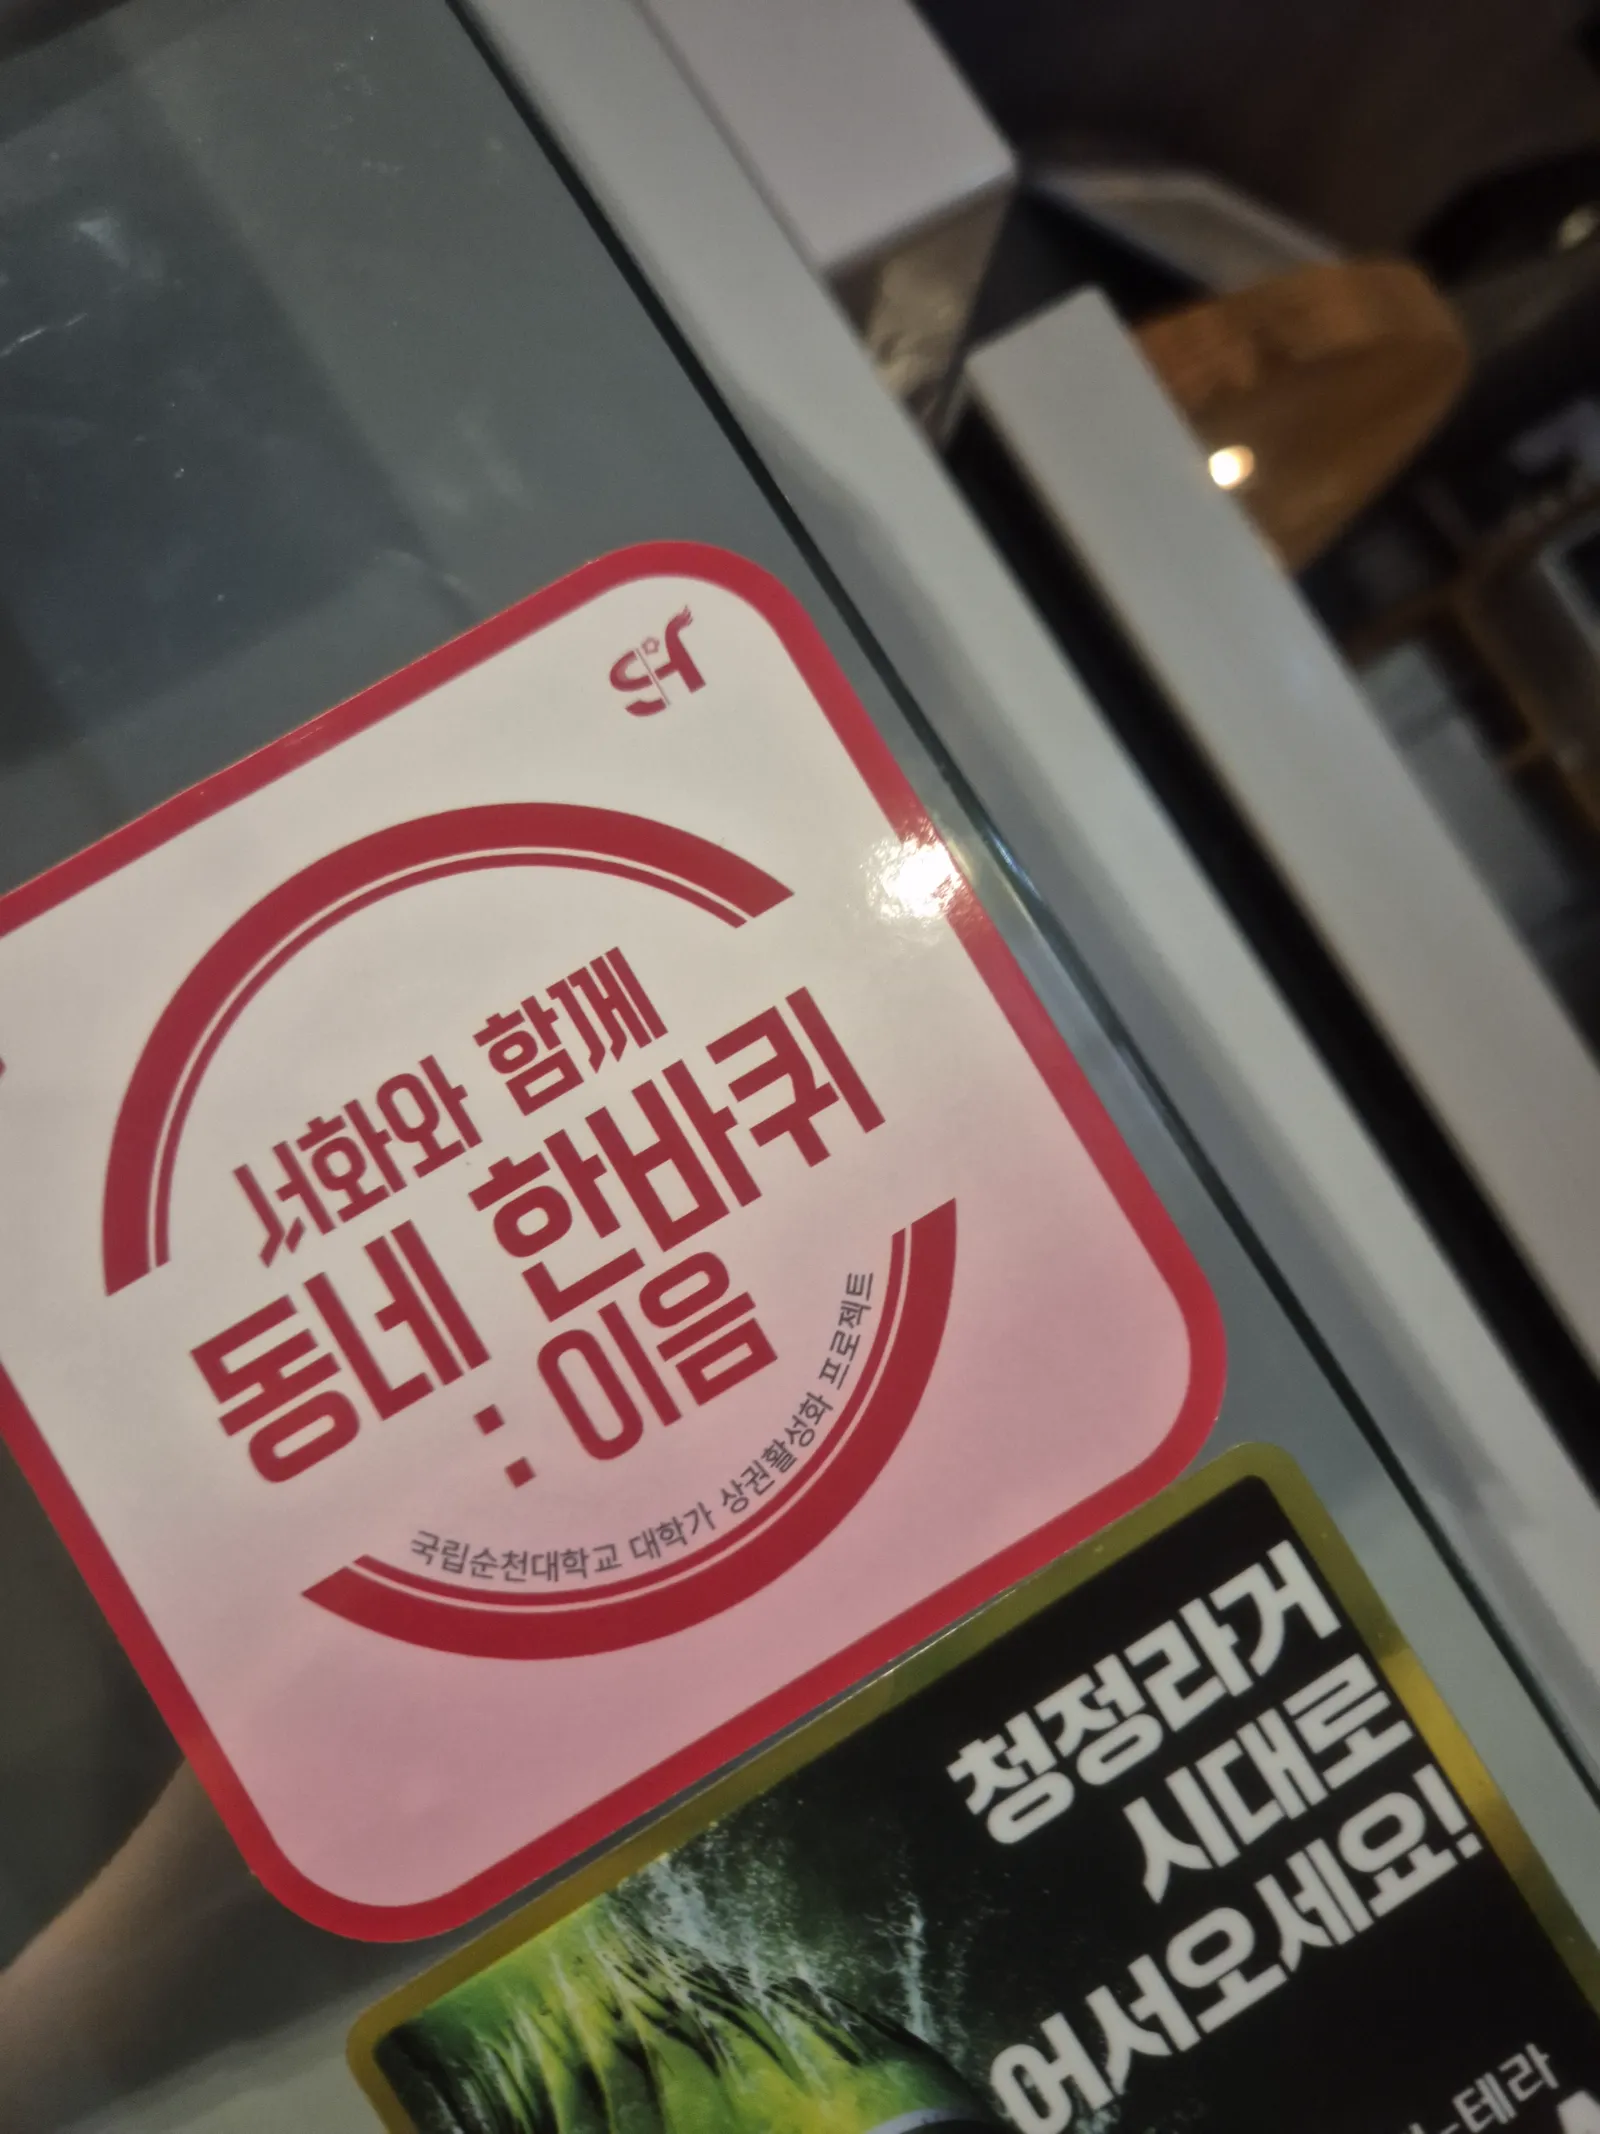 서화와 함께
동네 한바퀴
: 이음
국립순천대학교 대학가 상권활성화 프로젝트
청정라거
시대로
어서오세요!
테라